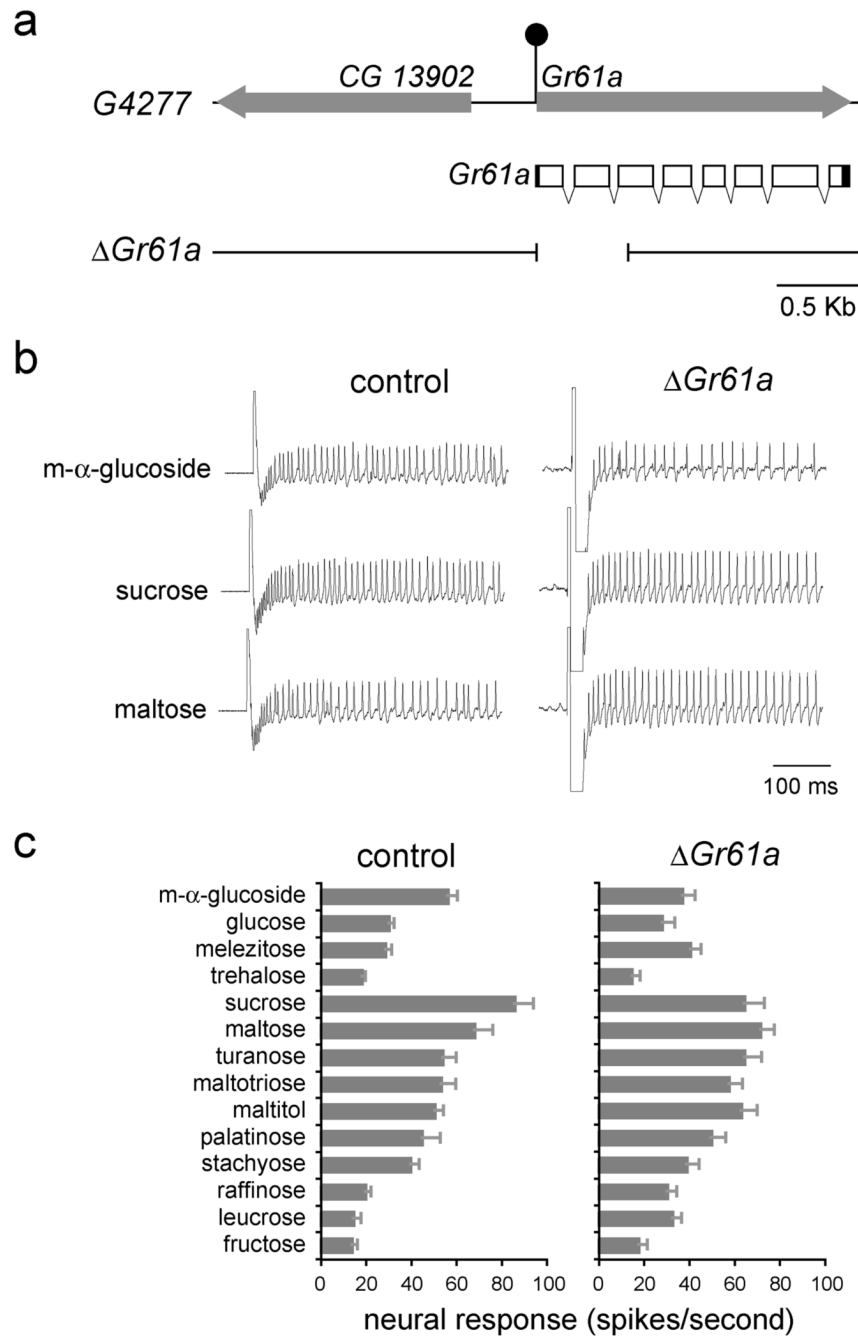 a
CG 13902 Gr61a
G4277
Gr61a
ΔGr61a
0.5 Kb
b
control ΔGr61a
m-α-glucoside
sucrose
maltose
100 ms
c
control ΔGr61a
m-α-glucoside
glucose
melezitose
trehalose
sucrose
maltose
turanose
maltotriose
maltitol
palatinose
stachyose
raffinose
leucrose
fructose
0 20 40 60 80 100 0 20 40 60 80 100
neural response (spikes/second)